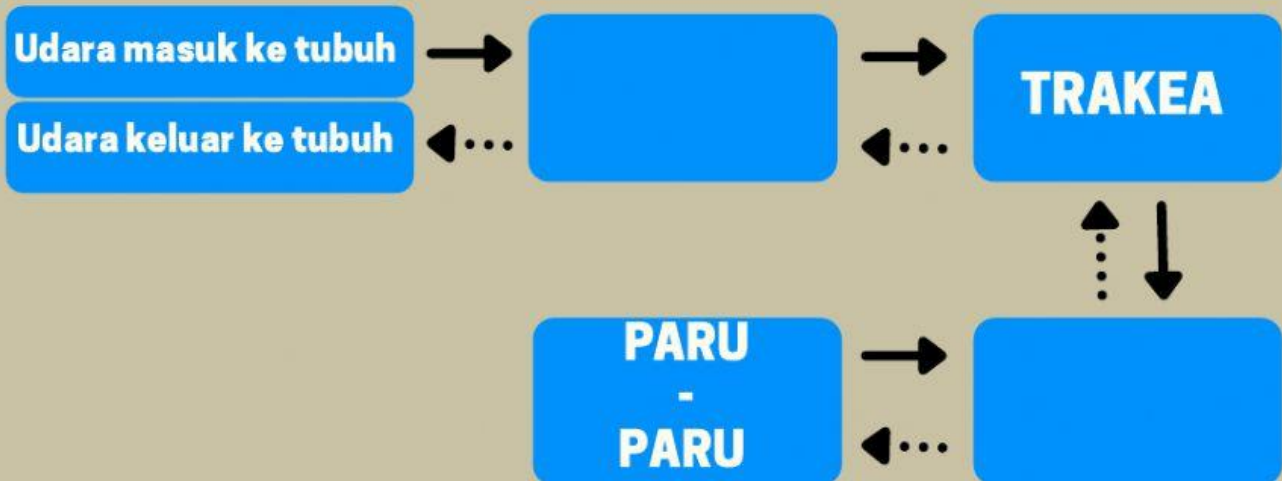 Udara masuk ke tubuh
Udara keluar ke tubuh
TRAKEA
PARU
-
PARU